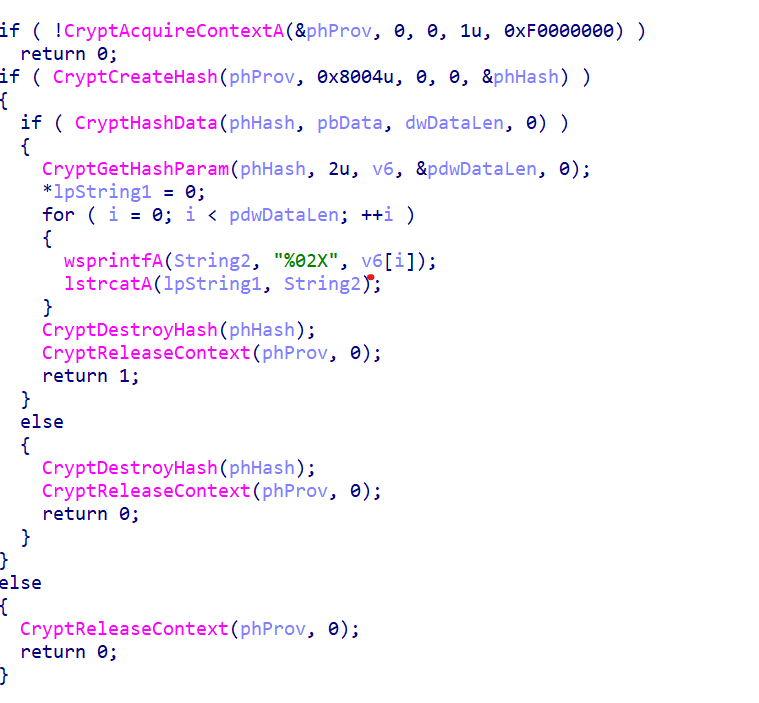 if ( !CryptAcquireContextA(&phProv, 0, 0, 1u, 0xF0000000) )
  return 0;
if ( CryptCreateHash(phProv, 0x8004u, 0, 0, &phHash) )
{
  if ( CryptHashData(phHash, pbData, dwDataLen, 0) )
  {
    CryptGetHashParam(phHash, 2u, v6, &pdwDataLen, 0);
    *lpString1 = 0;
    for ( i = 0; i < pdwDataLen; ++i )
    {
      wsprintfA(String2, "%02X", v6[i]);
      lstrcatA(lpString1, String2);
    }
    CryptDestroyHash(phHash);
    CryptReleaseContext(phProv, 0);
    return 1;
  }
  else
  {
    CryptDestroyHash(phHash);
    CryptReleaseContext(phProv, 0);
    return 0;
  }
}
else
{
  CryptReleaseContext(phProv, 0);
  return 0;
}